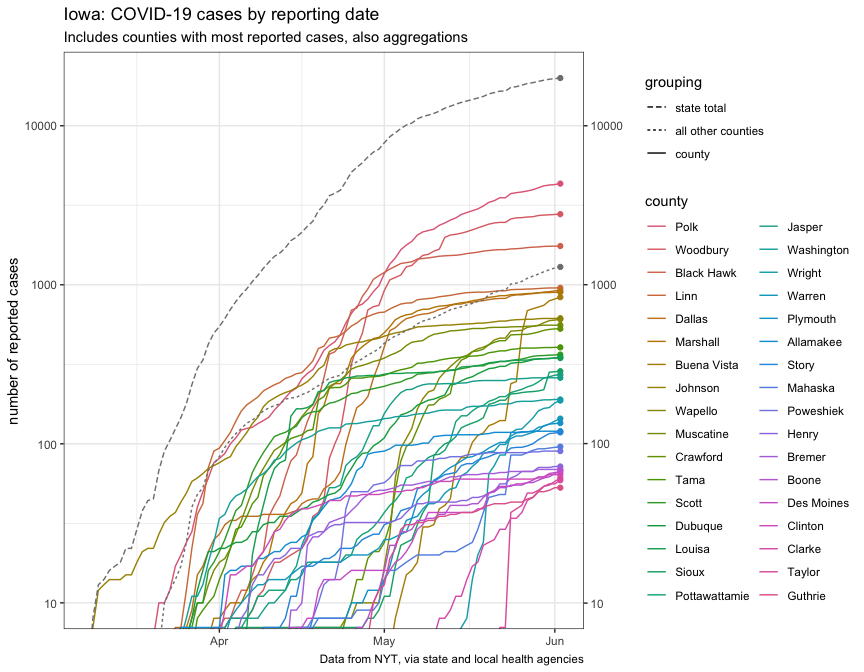 Iowa: COVID-19 cases by reporting date
Includes counties with most reported cases, also aggregations
number of reported cases
10000
1000
100
10
10000
1000
100
10
Apr
May
Jun
Data from NYT, via state and local health agencies
grouping
state total
all other counties
county
county
Polk
Woodbury
Black Hawk
Linn
Dallas
Marshall
Buena Vista
Johnson
Wapello
Muscatine
Crawford
Tama
Scott
Dubuque
Louisa
Sioux
Pottawattamie
Jasper
Washington
Wright
Warren
Plymouth
Allamakee
Story
Mahaska
Poweshiek
Henry
Bremer
Boone
Des Moines
Clinton
Clarke
Taylor
Guthrie